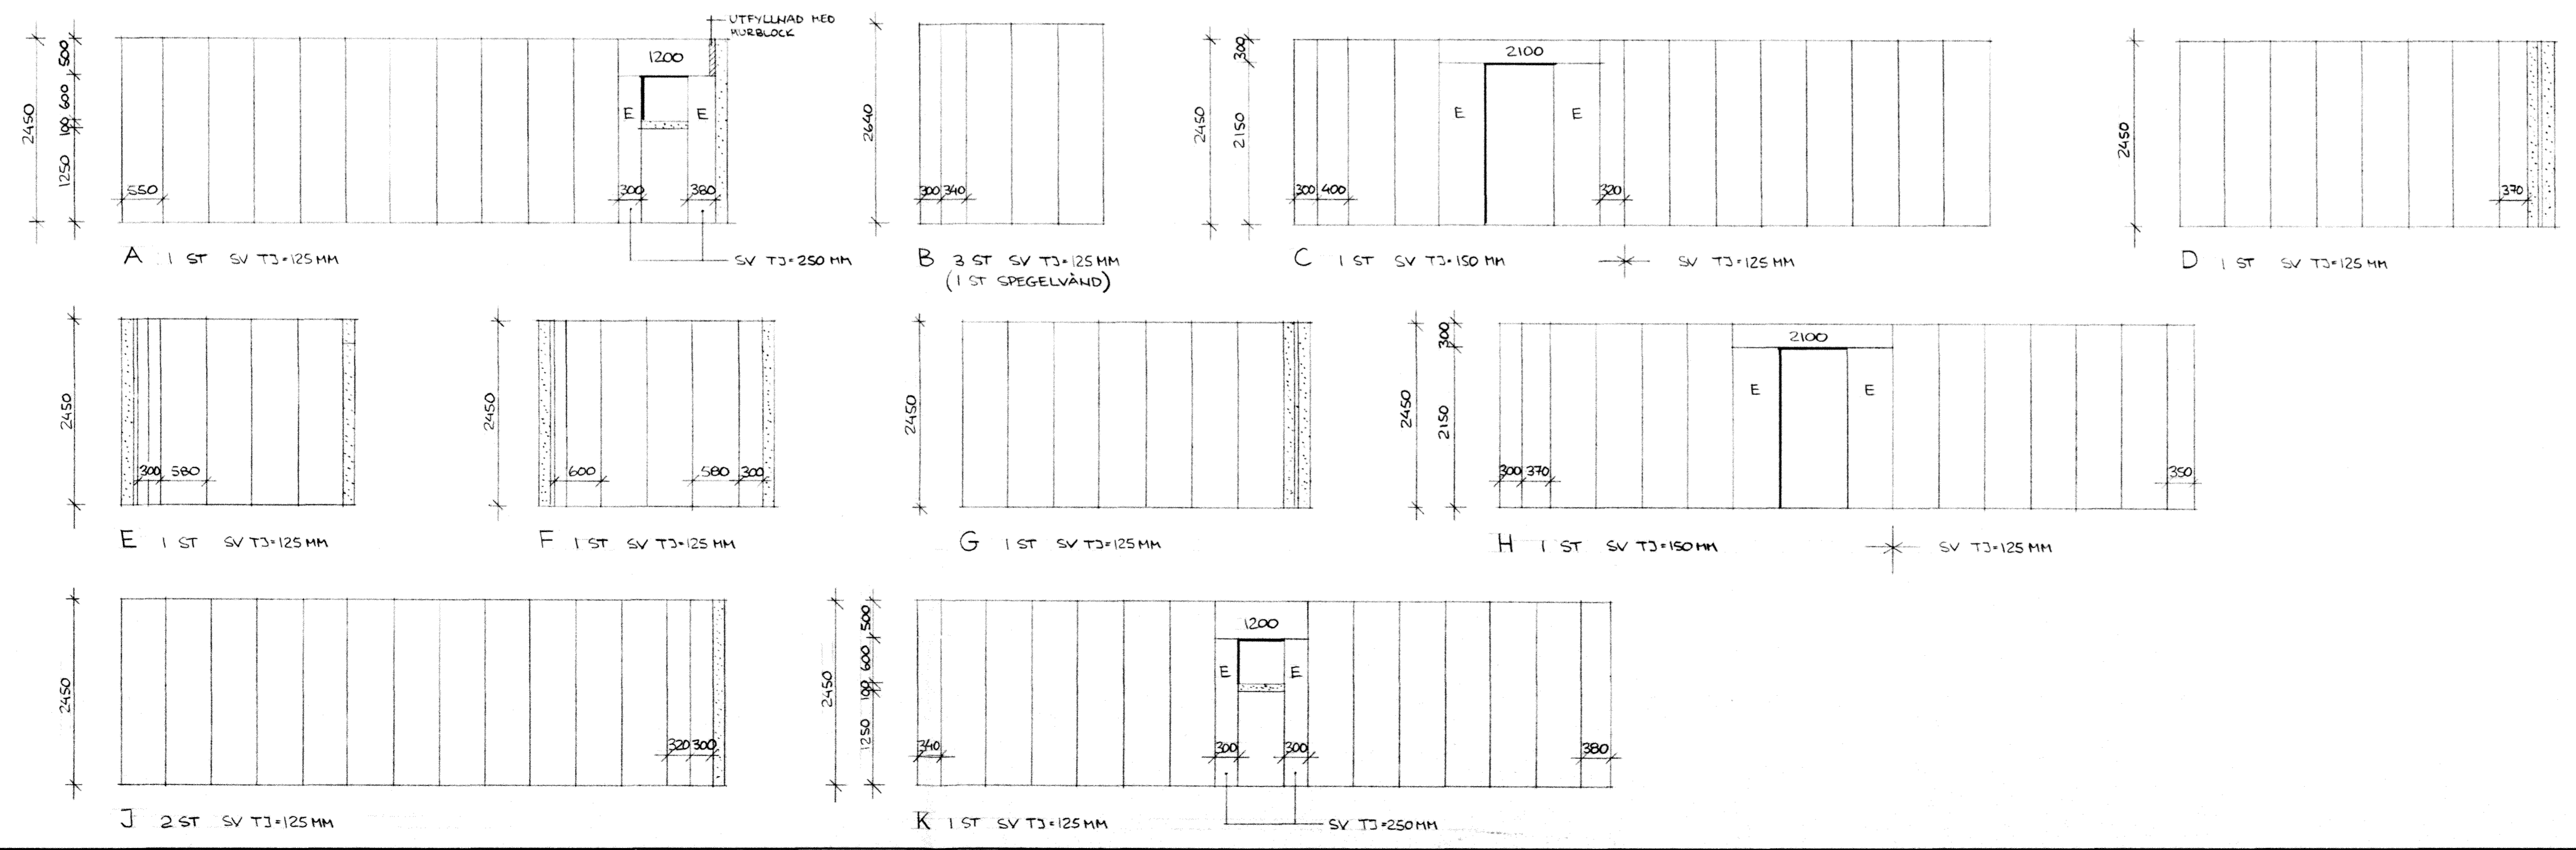 UTFYLLNAD MED
MURBLOCK
2450
500
600
100
1250
1200
E
E
550
300
380
A 1 ST SV TJ=125 MM
SV TJ=250 MM
2640
300 340
B 3 ST SV TJ=125 MM
(1 ST SPEGELVÄND)
2450
300
2150
2100
E
E
300 400
320
C 1 ST SV TJ=150 MM
SV TJ=125 MM
2450
370
D 1 ST SV TJ=125 MM
2450
300 580
E 1 ST SV TJ=125 MM
2450
600
580 300
F 1 ST SV TJ=125 MM
2450
G 1 ST SV TJ=125 MM
2450
300
2150
2100
E
E
300 370
350
H 1 ST SV TJ=150 MM
SV TJ=125 MM
2450
320 300
J 2 ST SV TJ=125 MM
2450
500
600
100
1250
1200
E
E
340
300
300
380
K 1 ST SV TJ=125 MM
SV TJ=250 MM